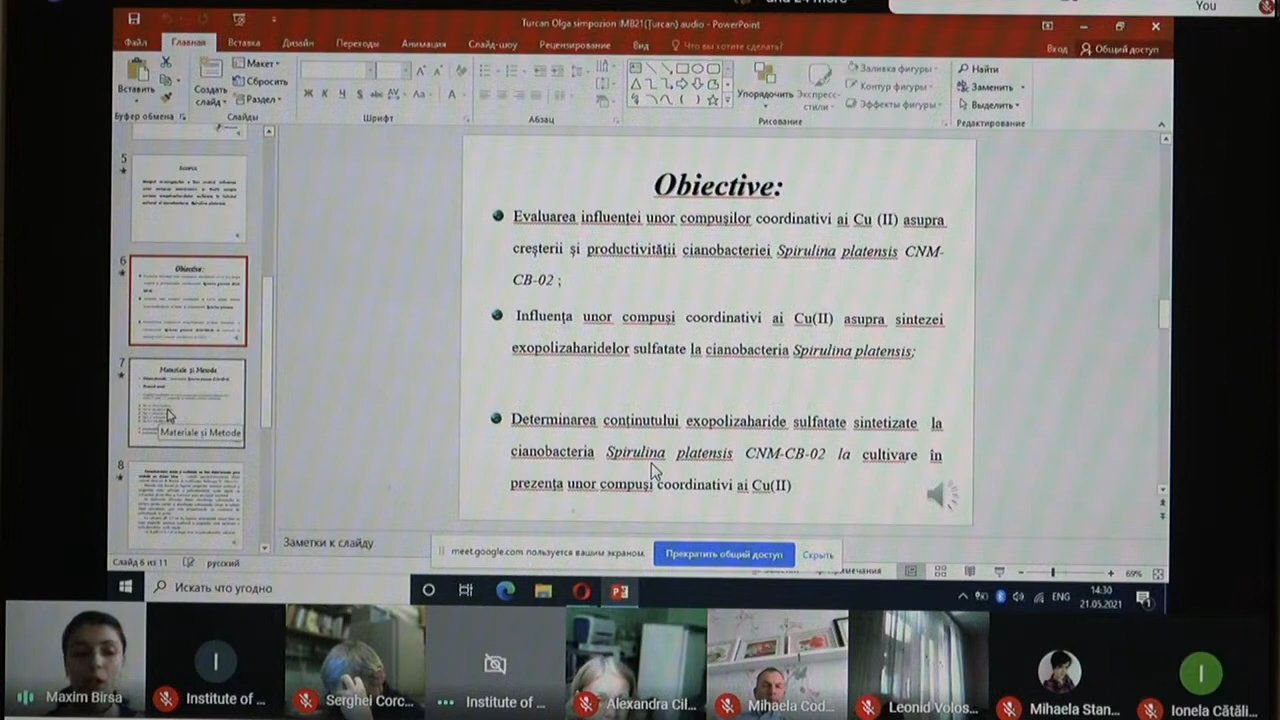 You
Turcan Olga simpozion IMB21(Turcan) audio - PowerPoint
Файл Главная Вставка Дизайн Переходы Анимация Слайд-шоу Рецензирование Вид Что вы хотите сделать? Вход Общий доступ
Вставить
Создать слайд
Макет
Сбросить
Раздел
Упорядочить
Экспресс-стили
Заливка фигуры
Контур фигуры
Эффекты фигуры
Найти
Заменить
Выделить
Буфер обмена Слайды Шрифт Абзац Рисование Редактирование
5
6
Obiective:
7
Materiale și Metode
Materiale și Metode
8
Obiective:
Evaluarea influenței unor compușilor coordinativi ai Cu (II) asupra
creșterii și productivității cianobacteriei Spirulina platensis CNM-
CB-02 ;
Influența unor compuși coordinativi ai Cu(II) asupra sintezei
exopolizaharidelor sulfatate la cianobacteria Spirulina platensis;
Determinarea conținutului exopolizaharide sulfatate sintetizate la
cianobacteria Spirulina platensis CNM-CB-02 la cultivare în
prezența unor compuși coordinativi ai Cu(II)
Заметки к слайду
meet.google.com пользуется вашим экраном. Прекратить общий доступ Скрыть
Слайд 6 из 11 русский
69%
Искать что угодно
ENG
14:30
21.05.2021
Maxim Birsa
I
Institute of ...
Serghei Corc...
Institute of ...
Alexandra Cil...
Mihaela Cod...
Leonid Volos...
Mihaela Stan...
I
Ionela Cătăli...